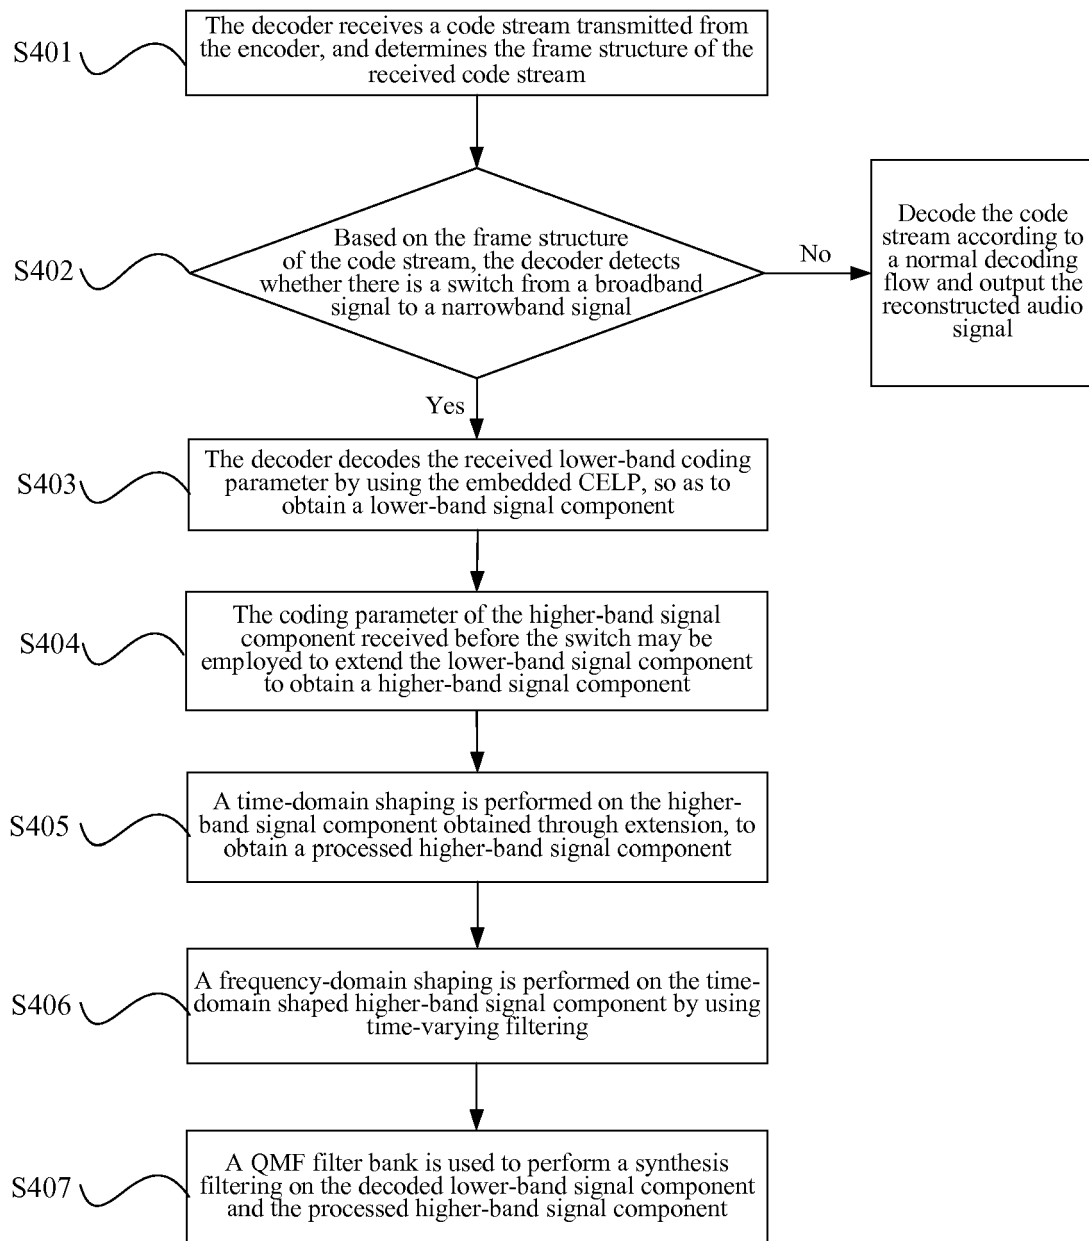 S401
The decoder receives a code stream transmitted from
the encoder, and determines the frame structure of the
received code stream
S402
Based on the frame structure
of the code stream, the decoder detects
whether there is a switch from a broadband
signal to a narrowband signal
No
Decode the code
stream according to
a normal decoding
flow and output the
reconstructed audio
signal
Yes
S403
The decoder decodes the received lower-band coding
parameter by using the embedded CELP, so as to
obtain a lower-band signal component
S404
The coding parameter of the higher-band signal
component received before the switch may be
employed to extend the lower-band signal component
to obtain a higher-band signal component
S405
A time-domain shaping is performed on the higher-
band signal component obtained through extension, to
obtain a processed higher-band signal component
S406
A frequency-domain shaping is performed on the time-
domain shaped higher-band signal component by using
time-varying filtering
S407
A QMF filter bank is used to perform a synthesis
filtering on the decoded lower-band signal component
and the processed higher-band signal component